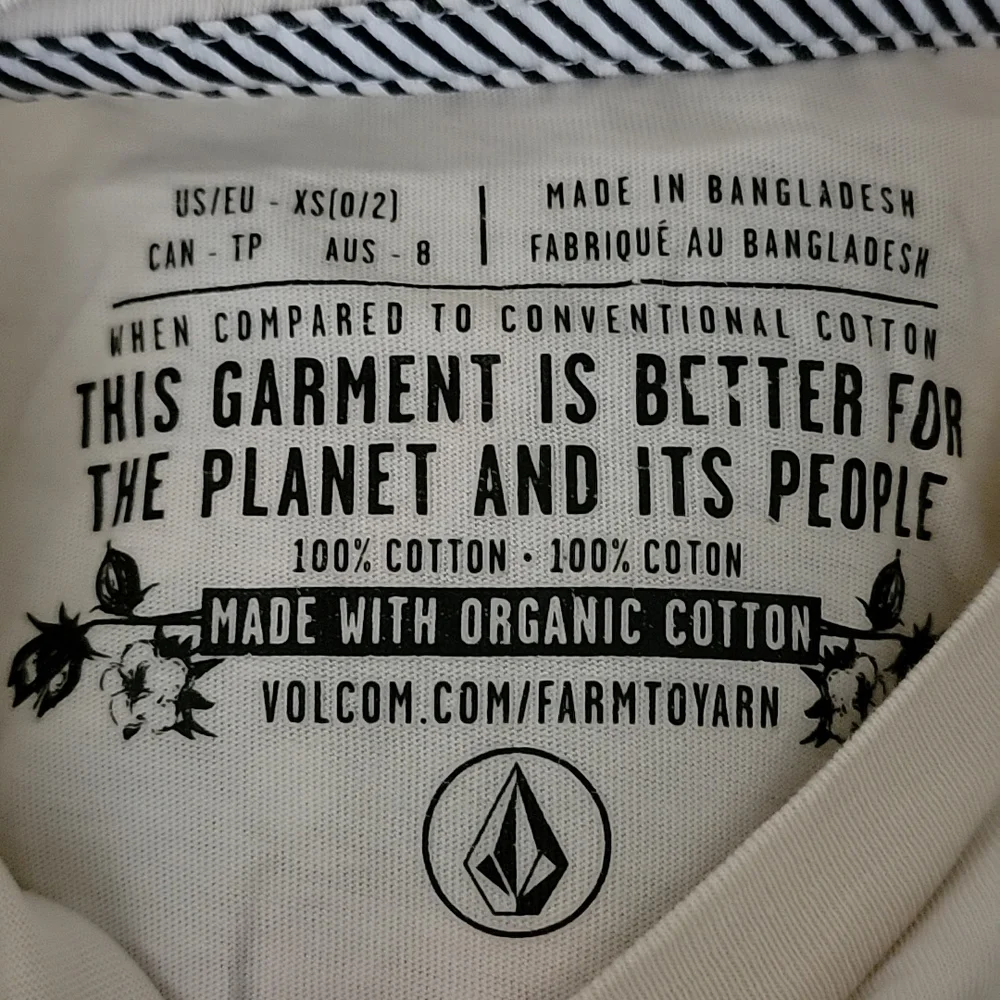 US/EU - XS(0/2)
CAN - TP AUS - 8
MADE IN BANGLADESH
FABRIQUÉ AU BANGLADESH
WHEN COMPARED TO CONVENTIONAL COTTON
THIS GARMENT IS BETTER FOR
THE PLANET AND ITS PEOPLE
100% COTTON · 100% COTON
MADE WITH ORGANIC COTTON
VOLCOM.COM/FARMTOYARN